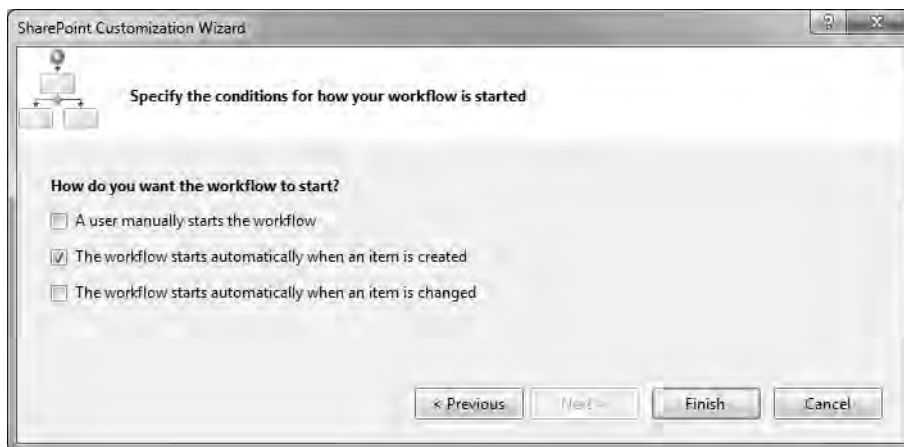 SharePoint Customization Wizard
Specify the conditions for how your workflow is started
How do you want the workflow to start?
A user manually starts the workflow
The workflow starts automatically when an item is created
The workflow starts automatically when an item is changed
< Previous
Next >
Finish
Cancel